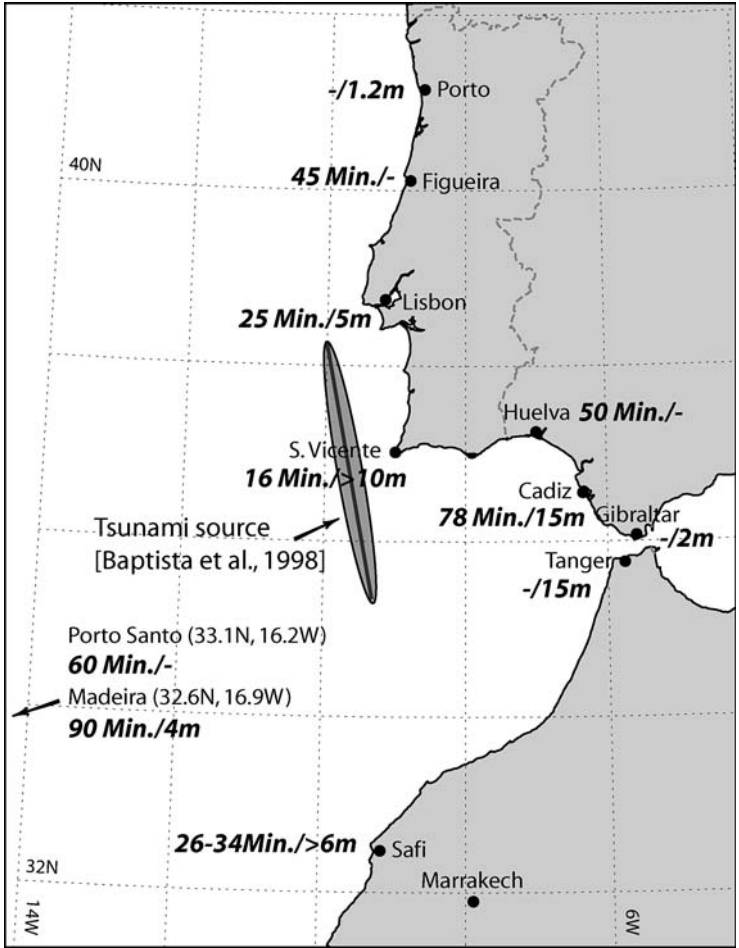 -/1.2m
Porto
40N
45 Min./-
Figueira
Lisbon
25 Min./5m
Huelva 50 Min./-
S. Vicente
16 Min./>10m
Cadiz
78 Min./15m
Gibraltar
-/2m
Tsunami source
[Baptista et al., 1998]
Tanger
-/15m
Porto Santo (33.1N, 16.2W)
60 Min./-
Madeira (32.6N, 16.9W)
90 Min./4m
26-34Min./>6m
Safi
32N
Marrakech
14W
6W